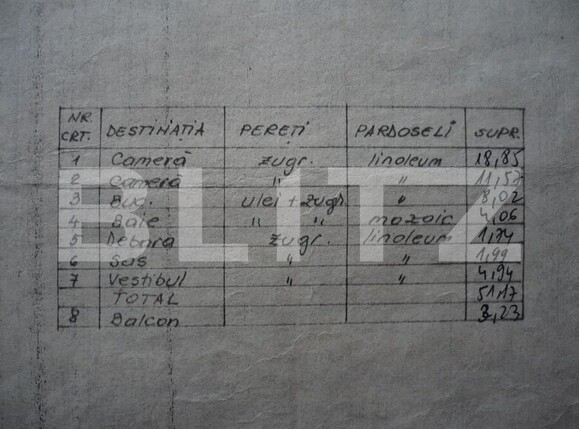 NR. CRT. DESTINAȚIA PEREȚI PARDOSELI SUPR.
1 Cameră zugr. linoleum 18,85
2 Cameră " " 11,57
3 Buc. ulei + zugr. " 8,02
4 Baie " " mozaic 4,06
5 Debara zugr. linoleum 1,74
6 Sas " " 1,99
7 Vestibul " " 4,94
TOTAL 51,17
8 Balcon 3,23
BLITZ